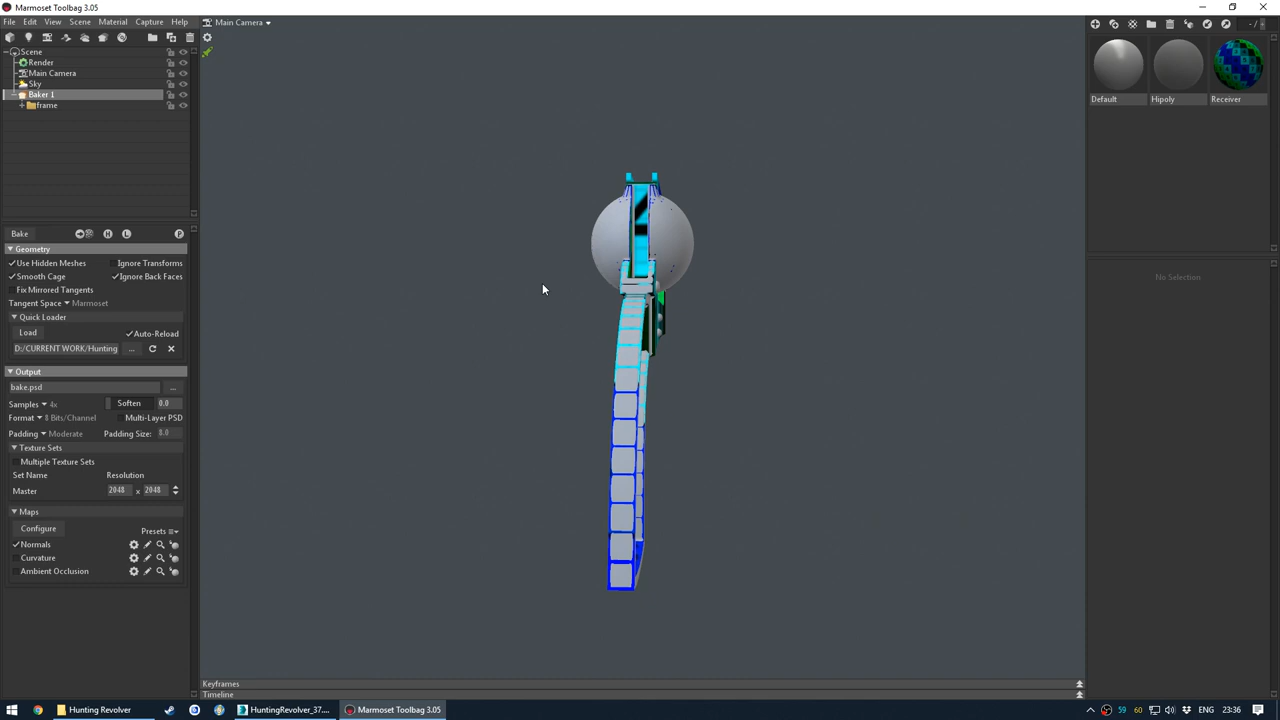 Marmoset Toolbag 3.05
File Edit View Scene Material Capture Help
Main Camera
Scene
Render
Main Camera
Sky
Baker 1
frame
Default Hipoly Receiver
No Selection
Bake
Geometry
Use Hidden Meshes Ignore Transforms
Smooth Cage Ignore Back Faces
Fix Mirrored Tangents
Tangent Space Marmoset
Quick Loader
Load Auto-Reload
D:/CURRENT WORK/Hunting ...
Output
bake.psd ...
Samples 4x Soften 0.0
Format 8 Bits/Channel Multi-Layer PSD
Padding Moderate Padding Size: 8.0
Texture Sets
Multiple Texture Sets
Set Name Resolution
Master 2048 x 2048
Maps
Configure Presets
Normals
Curvature
Ambient Occlusion
Keyframes
Timeline
Hunting Revolver HuntingRevolver_37.... Marmoset Toolbag 3.05 59 60 ENG 23:36